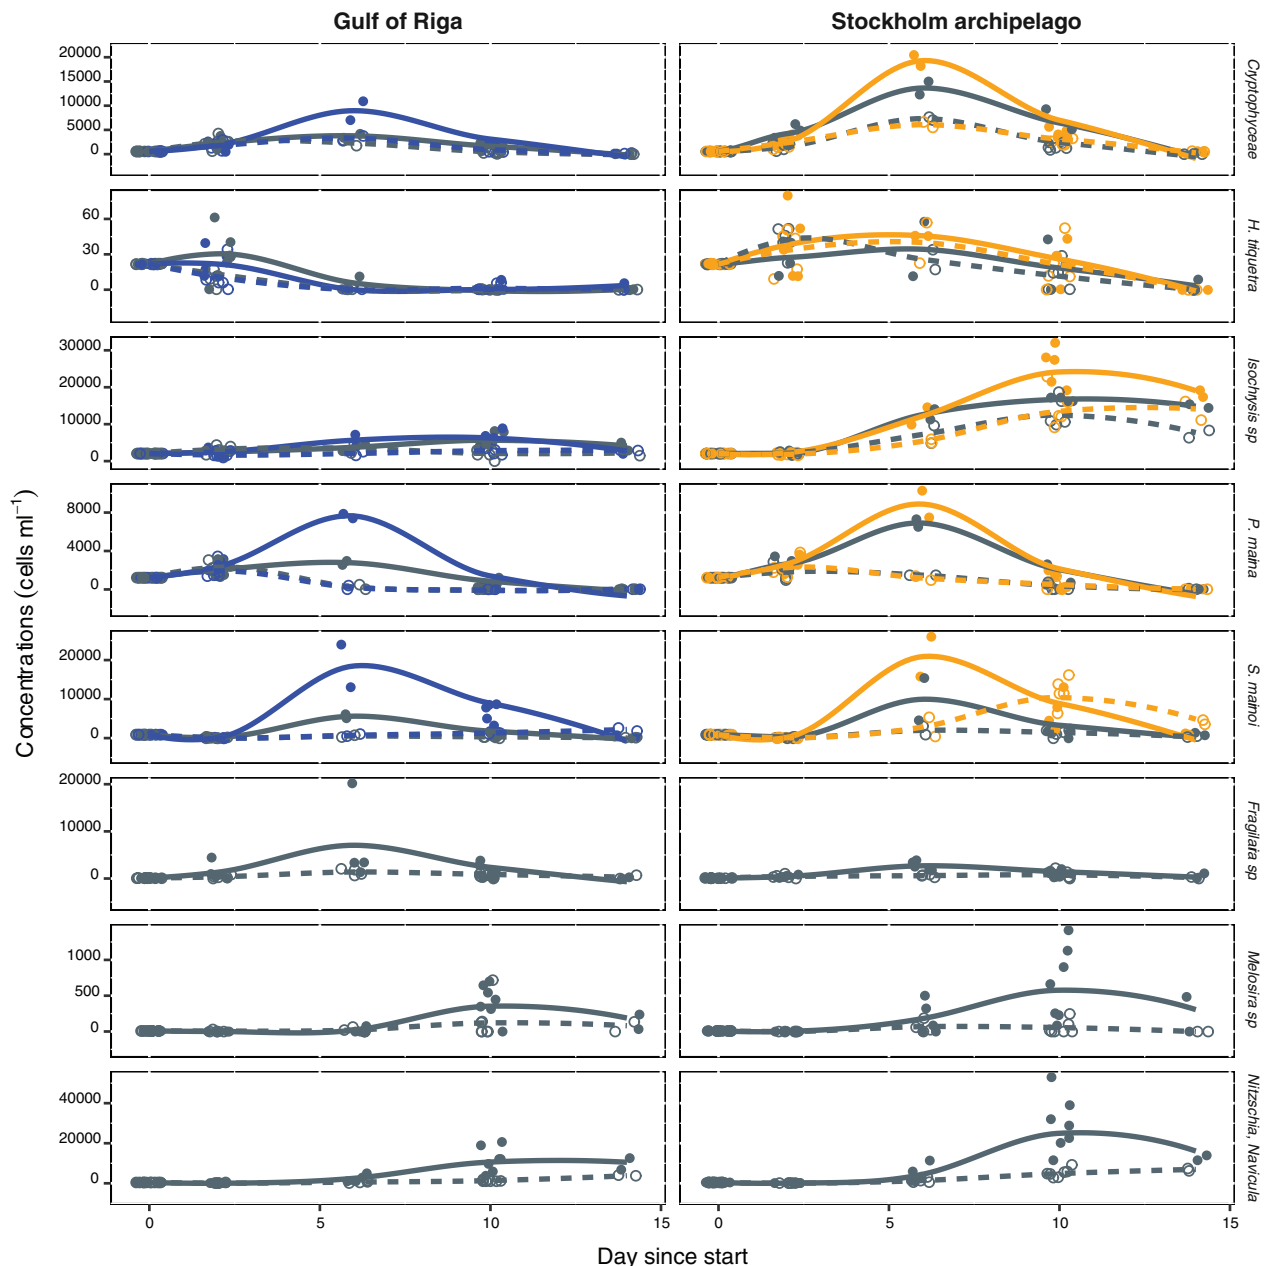 Gulf of Riga
Stockholm archipelago
20000
15000
10000
5000
0
Cryptophyceae
60
30
0
H. triquetra
30000
20000
10000
0
Isochrysis sp
8000
4000
0
P. marina
20000
10000
0
S. marinoi
20000
10000
0
Fragilaria sp
1000
500
0
Melosira sp
40000
20000
0
Nitzschia, Navicula
Concentrations (cells ml⁻¹)
0 5 10 15
0 5 10 15
Day since start